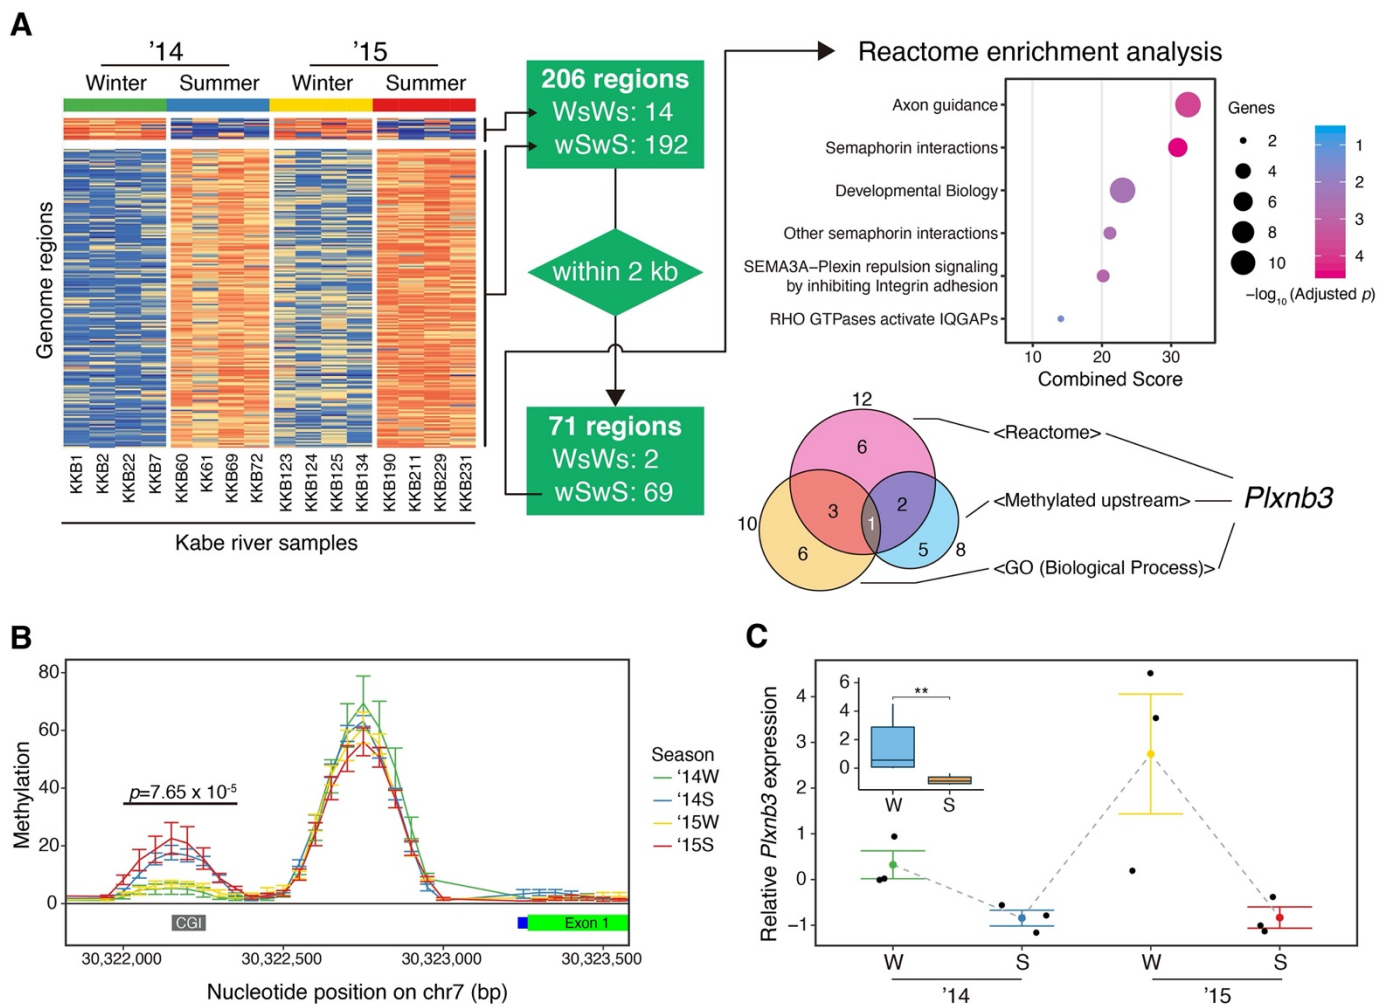 A
'14
'15
Winter
Summer
Winter
Summer
Genome regions
KKB1
KKB2
KKB22
KKB7
KKB60
KK61
KKB69
KKB72
KKB123
KKB124
KKB125
KKB134
KKB190
KKB211
KKB229
KKB231
Kabe river samples
206 regions
WsWs: 14
wSwS: 192
within 2 kb
71 regions
WsWs: 2
wSwS: 69
Reactome enrichment analysis
Axon guidance
Semaphorin interactions
Developmental Biology
Other semaphorin interactions
SEMA3A–Plexin repulsion signaling
by inhibiting Integrin adhesion
RHO GTPases activate IQGAPs
10
20
30
Combined Score
Genes
2
4
6
8
10
1
2
3
4
−log10 (Adjusted p)
12
6
3
2
1
10
6
5
8
<Reactome>
<Methylated upstream>
<GO (Biological Process)>
Plxnb3
B
Methylation
80
60
40
20
0
p=7.65 x 10-5
CGI
Exon 1
30,322,000
30,322,500
30,323,000
30,323,500
Nucleotide position on chr7 (bp)
Season
‘14W
‘14S
‘15W
‘15S
C
Relative Plxnb3 expression
4
3
2
1
0
−1
6
4
2
0
**
W
S
W
S
W
S
'14
'15